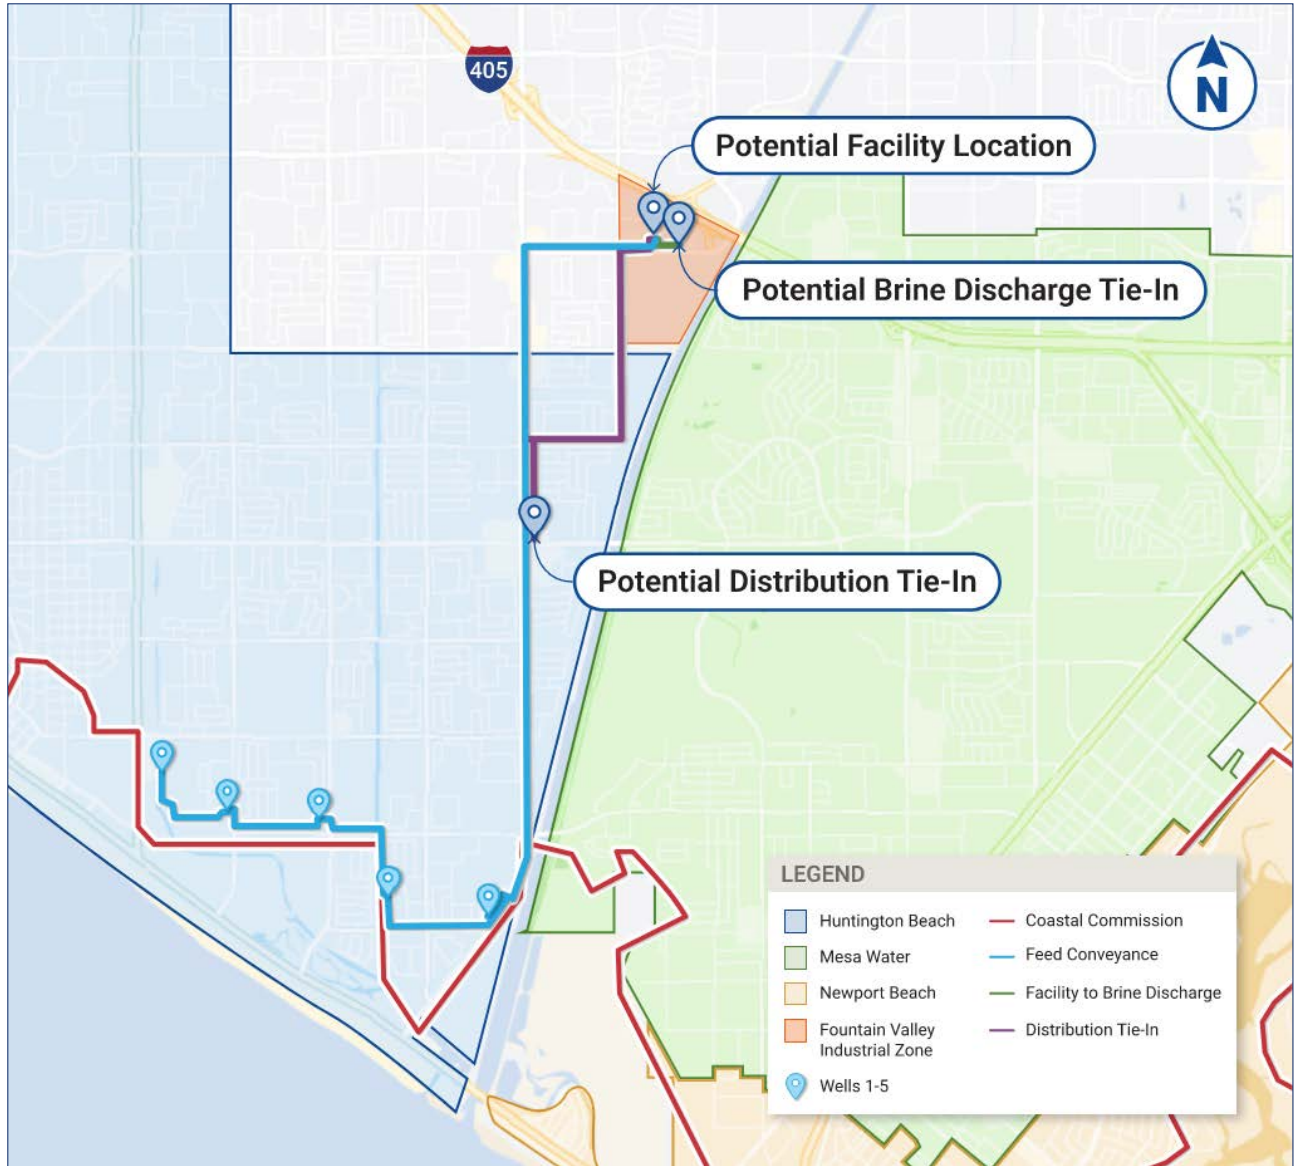 405
N
Potential Facility Location
Potential Brine Discharge Tie-In
Potential Distribution Tie-In
LEGEND
Huntington Beach
Mesa Water
Newport Beach
Fountain Valley
Industrial Zone
Wells 1-5
Coastal Commission
Feed Conveyance
Facility to Brine Discharge
Distribution Tie-In